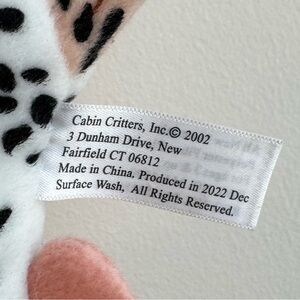 Cabin Critters, Inc.© 2002
3 Dunham Drive, New
Fairfield CT 06812
Made in China. Produced in 2022 Dec
Surface Wash, All Rights Reserved.